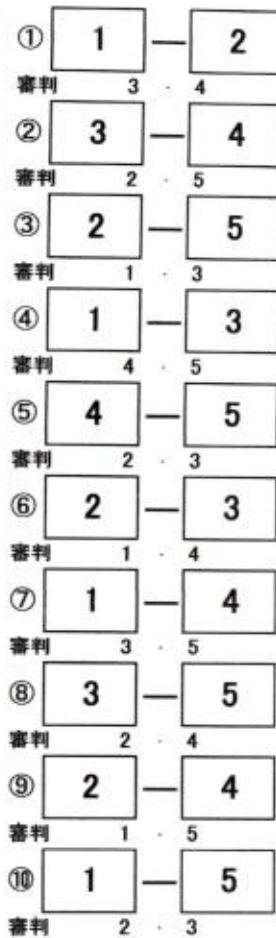 ① 1 — 2
審判 3 · 4
② 3 — 4
審判 2 · 5
③ 2 — 5
審判 1 · 3
④ 1 — 3
審判 4 · 5
⑤ 4 — 5
審判 2 · 3
⑥ 2 — 3
審判 1 · 4
⑦ 1 — 4
審判 3 · 5
⑧ 3 — 5
審判 2 · 4
⑨ 2 — 4
審判 1 · 5
⑩ 1 — 5
審判 2 · 3